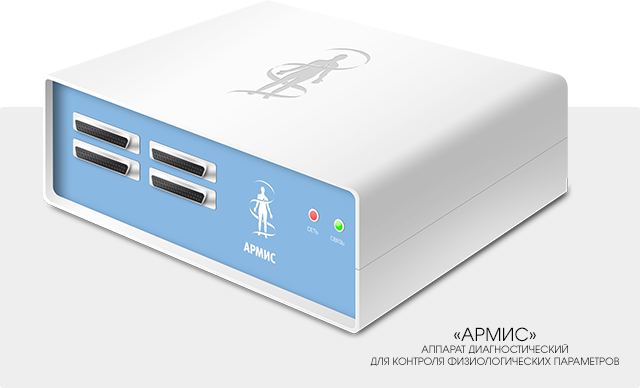 АРМИС
СЕТЬ
СВЯЗЬ
«АРМИС»
АППАРАТ ДИАГНОСТИЧЕСКИЙ
ДЛЯ КОНТРОЛЯ ФИЗИОЛОГИЧЕСКИХ ПАРАМЕТРОВ